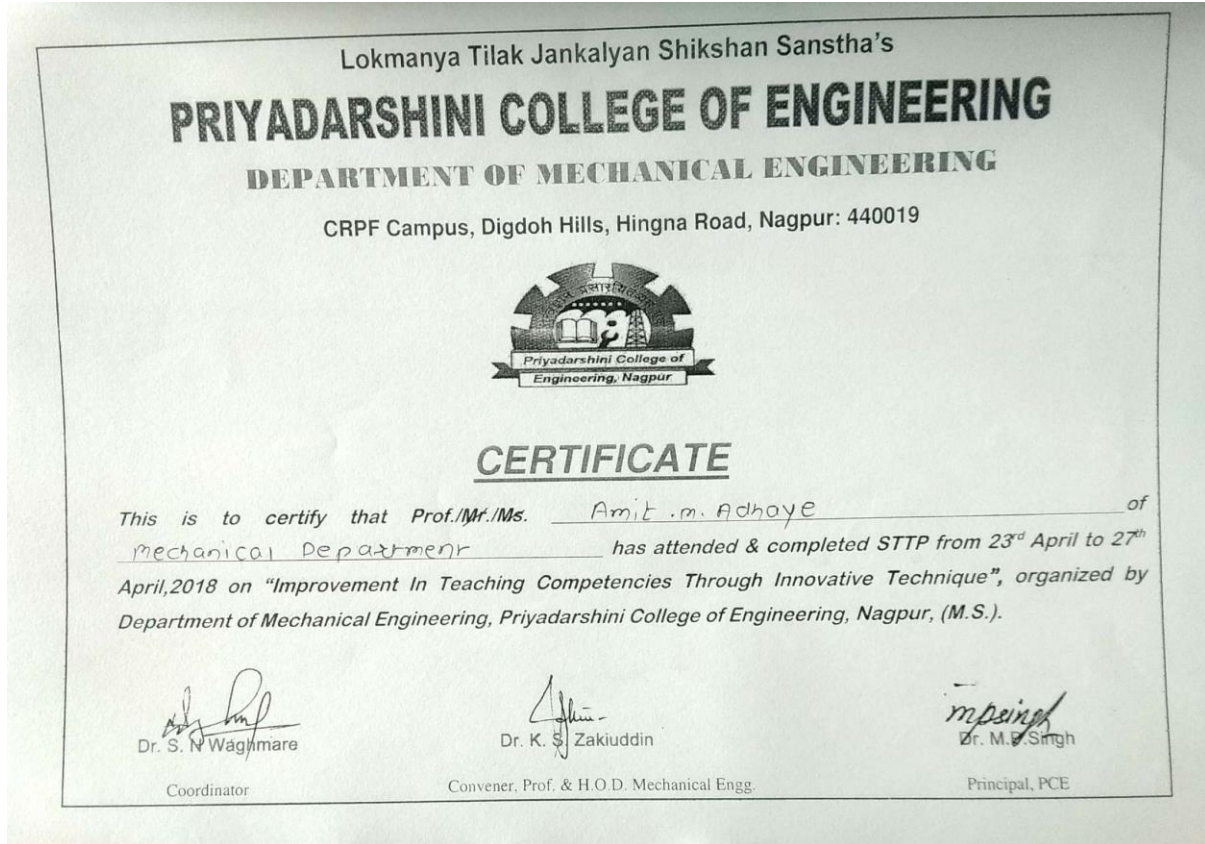 Lokmanya Tilak Jankalyan Shikshan Sanstha's
PRIYADARSHINI COLLEGE OF ENGINEERING
DEPARTMENT OF MECHANICAL ENGINEERING
CRPF Campus, Digdoh Hills, Hingna Road, Nagpur: 440019
Priyadarshini College of
Engineering, Nagpur
CERTIFICATE
This is to certify that Prof./Mr./Ms. Amit .m. Adhaye of
Mechanical Department has attended & completed STTP from 23rd April to 27th
April,2018 on "Improvement In Teaching Competencies Through Innovative Technique", organized by
Department of Mechanical Engineering, Priyadarshini College of Engineering, Nagpur, (M.S.).
mpsingh
Dr. S. N Waghmare Dr. K. S. Zakiuddin Dr. M.P.Singh
Coordinator Convener, Prof. & H.O.D. Mechanical Engg. Principal, PCE